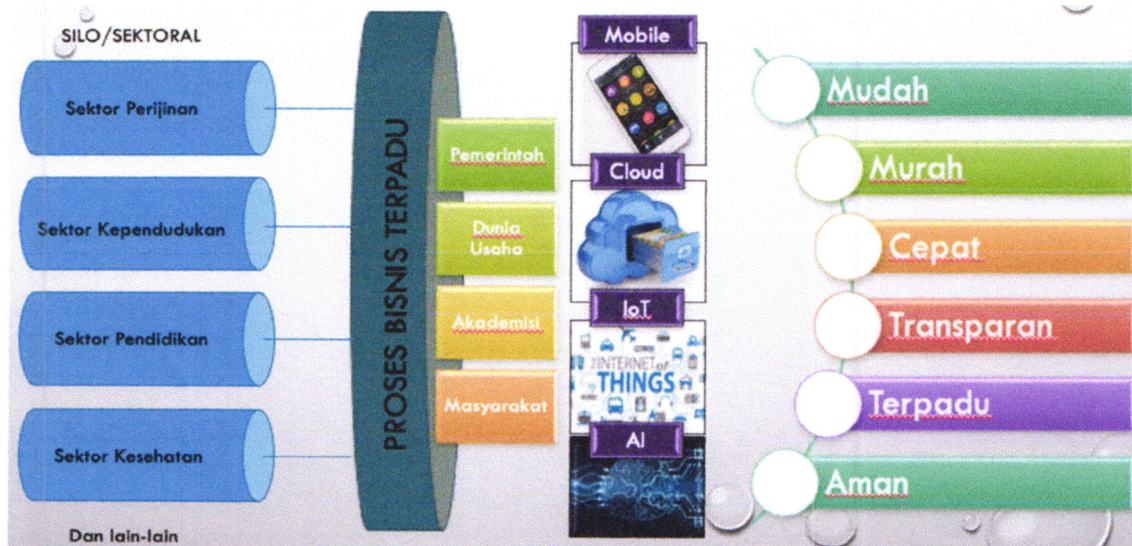 SILO/SEKTORAL
Sektor Perijinan
Sektor Kependudukan
Sektor Pendidikan
Sektor Kesehatan
Dan lain-lain
PROSES BISNIS TERPADU
Pemerintah
Dunia
Usaha
Akademisi
Masyarakat
Mobile
Cloud
IoT
INTERNET of
THINGS
AI
Mudah
Murah
Cepat
Transparan
Terpadu
Aman